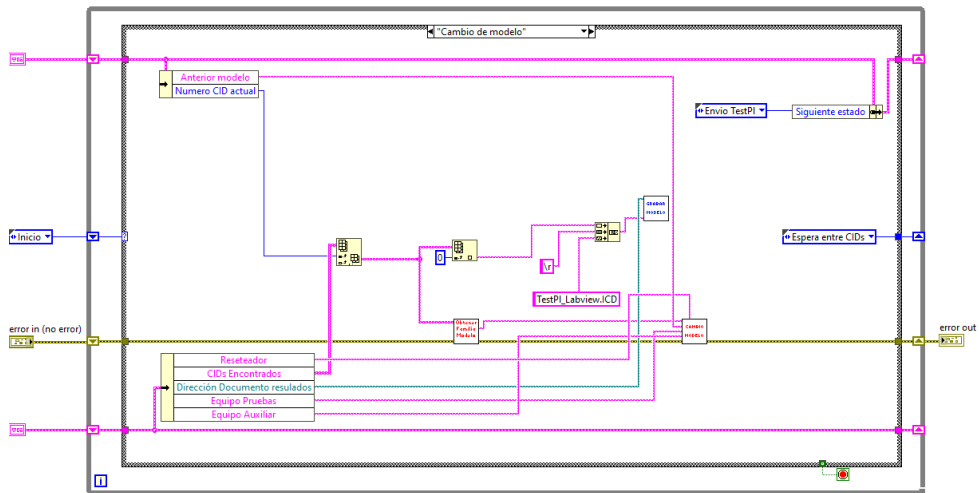 "Cambio de modelo"
Anterior modelo
Numero CID actual
Envio TestPI
Siguiente estado
GRABAR
MODELO
Inicio
?
Espera entre CIDs
0
\r
TestPI_Labview.ICD
error in (no error)
Obtener
Familia
Modelo
CAMBIO
MODELO
error out
Reseteador
CIDs Encontrados
Dirección Documento resulados
Equipo Pruebas
Equipo Auxiliar
i